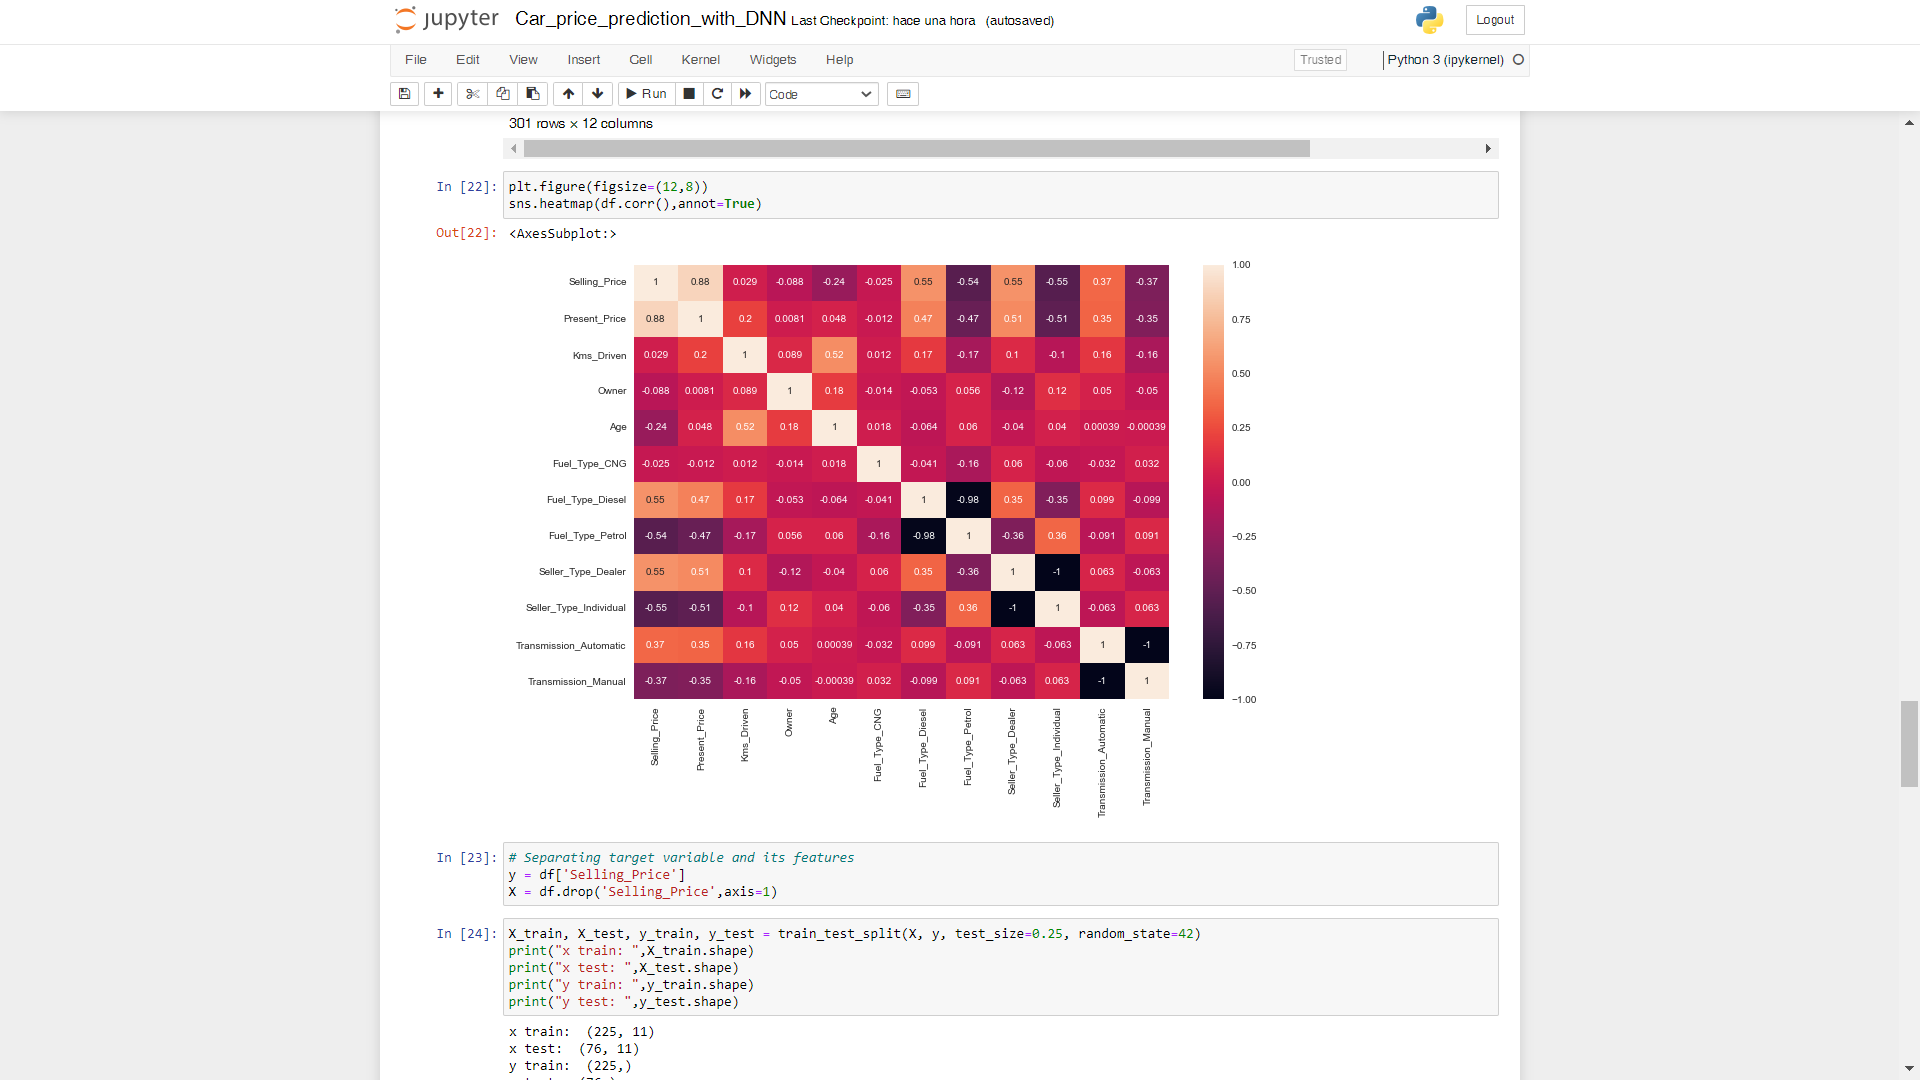 jupyter Car_price_prediction_with_DNN Last Checkpoint: hace una hora (autosaved) Logout
File Edit View Insert Cell Kernel Widgets Help Trusted Python 3 (ipykernel)
Run Code
301 rows × 12 columns
In [22]: plt.figure(figsize=(12,8))
sns.heatmap(df.corr(),annot=True)
Out[22]: <AxesSubplot:>
Selling_Price 1 0.88 0.029 -0.088 -0.24 -0.025 0.55 -0.54 0.55 -0.55 0.37 -0.37
Present_Price 0.88 1 0.2 0.0081 0.048 -0.012 0.47 -0.47 0.51 -0.51 0.35 -0.35
Kms_Driven 0.029 0.2 1 0.089 0.52 0.012 0.17 -0.17 0.1 -0.1 0.16 -0.16
Owner -0.088 0.0081 0.089 1 0.18 -0.014 -0.053 0.056 -0.12 0.12 0.05 -0.05
Age -0.24 0.048 0.52 0.18 1 0.018 -0.064 0.06 -0.04 0.04 0.00039 -0.00039
Fuel_Type_CNG -0.025 -0.012 0.012 -0.014 0.018 1 -0.041 -0.16 0.06 -0.06 -0.032 0.032
Fuel_Type_Diesel 0.55 0.47 0.17 -0.053 -0.064 -0.041 1 -0.98 0.35 -0.35 0.099 -0.099
Fuel_Type_Petrol -0.54 -0.47 -0.17 0.056 0.06 -0.16 -0.98 1 -0.36 0.36 -0.091 0.091
Seller_Type_Dealer 0.55 0.51 0.1 -0.12 -0.04 0.06 0.35 -0.36 1 -1 0.063 -0.063
Seller_Type_Individual -0.55 -0.51 -0.1 0.12 0.04 -0.06 -0.35 0.36 -1 1 -0.063 0.063
Transmission_Automatic 0.37 0.35 0.16 0.05 0.00039 -0.032 0.099 -0.091 0.063 -0.063 1 -1
Transmission_Manual -0.37 -0.35 -0.16 -0.05 -0.00039 0.032 -0.099 0.091 -0.063 0.063 -1 1
Selling_Price Present_Price Kms_Driven Owner Age Fuel_Type_CNG Fuel_Type_Diesel Fuel_Type_Petrol Seller_Type_Dealer Seller_Type_Individual Transmission_Automatic Transmission_Manual
1.00
0.75
0.50
0.25
0.00
−0.25
−0.50
−0.75
−1.00
In [23]: # Separating target variable and its features
y = df['Selling_Price']
X = df.drop('Selling_Price',axis=1)
In [24]: X_train, X_test, y_train, y_test = train_test_split(X, y, test_size=0.25, random_state=42)
print("x train: ",X_train.shape)
print("x test: ",X_test.shape)
print("y train: ",y_train.shape)
print("y test: ",y_test.shape)
x train:  (225, 11)
x test:  (76, 11)
y train:  (225,)